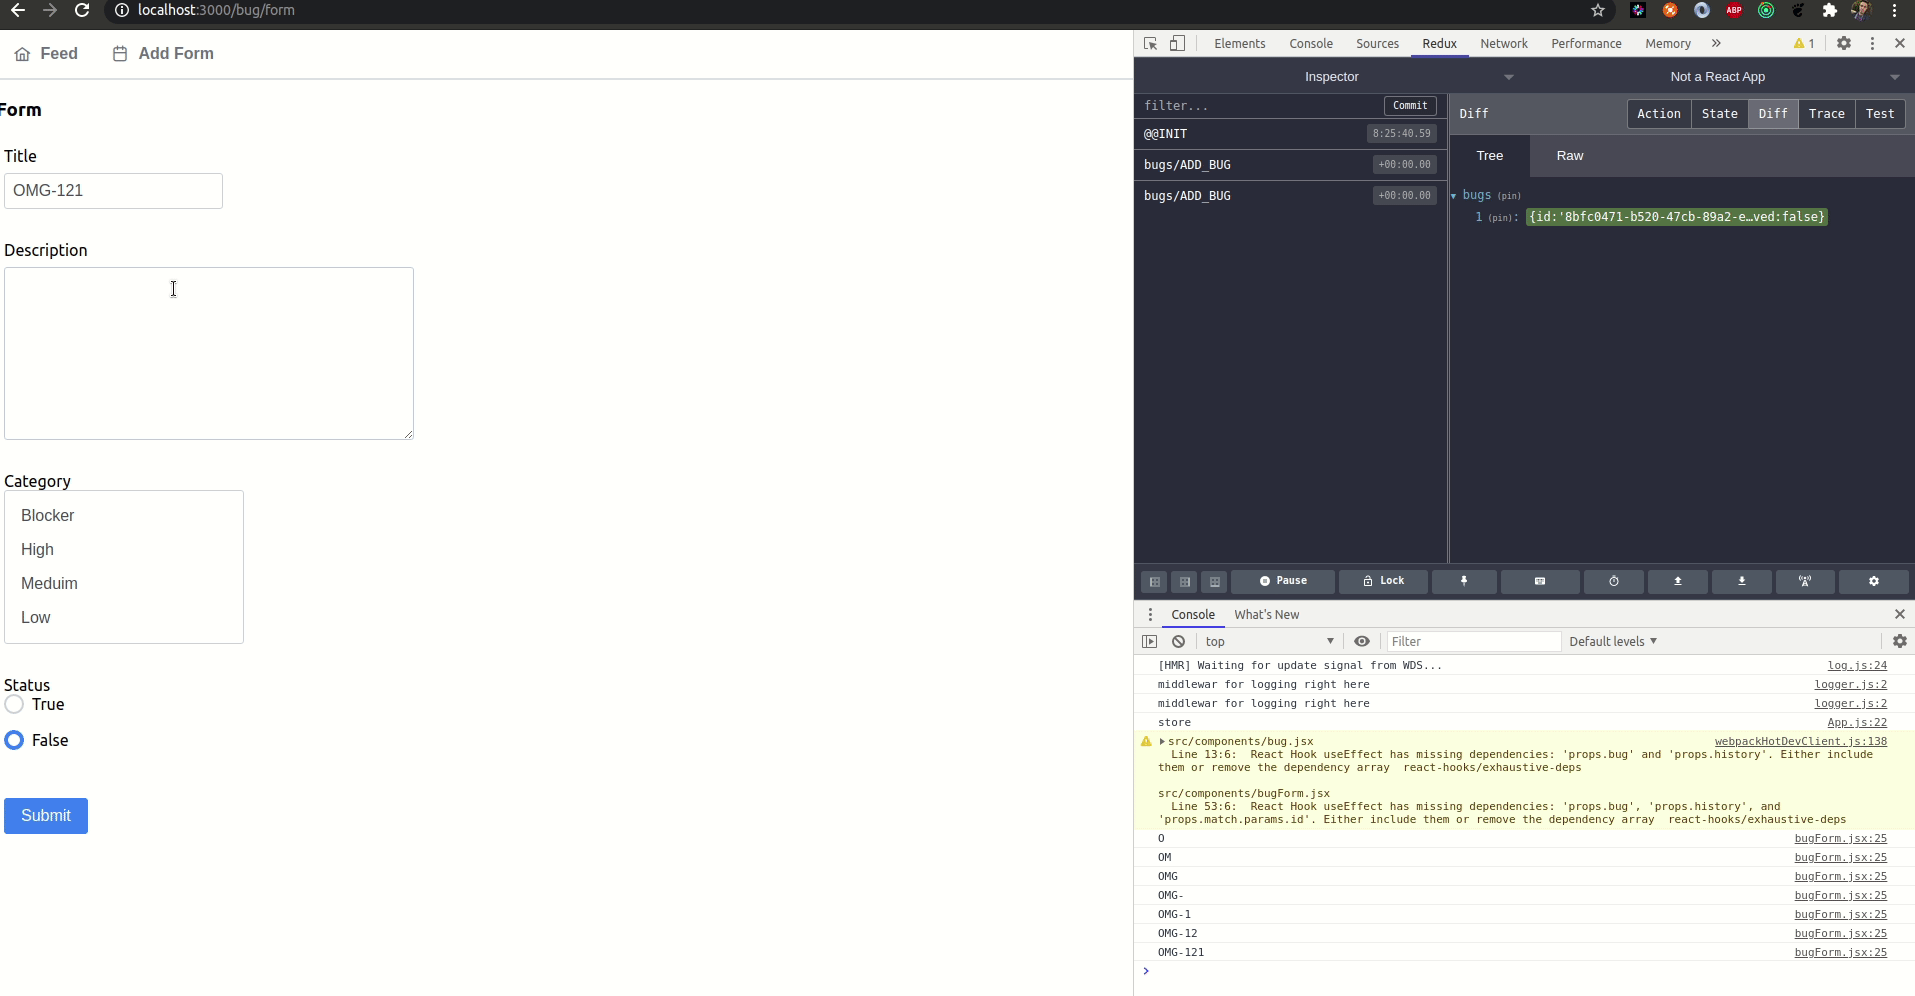 localhost:3000/bug/form
ABP
Feed
Add Form
Form
Title
OMG-121
Description
Category
Blocker
High
Meduim
Low
Status
True
False
Submit
Elements Console Sources Redux Network Performance Memory » 1
Inspector
Not a React App
filter...
Commit
@@INIT 8:25:40.59
bugs/ADD_BUG +00:00.00
bugs/ADD_BUG +00:00.00
Diff
Action State Diff Trace Test
Tree Raw
bugs (pin)
1 (pin): {id:'8bfc0471-b520-47cb-89a2-e…ved:false}
Pause Lock
Console What's New
top Filter Default levels
[HMR] Waiting for update signal from WDS... log.js:24
middlewar for logging right here logger.js:2
middlewar for logging right here logger.js:2
store App.js:22
src/components/bug.jsx webpackHotDevClient.js:138
Line 13:6: React Hook useEffect has missing dependencies: 'props.bug' and 'props.history'. Either include
them or remove the dependency array react-hooks/exhaustive-deps
src/components/bugForm.jsx
Line 53:6: React Hook useEffect has missing dependencies: 'props.bug', 'props.history', and
'props.match.params.id'. Either include them or remove the dependency array react-hooks/exhaustive-deps
O bugForm.jsx:25
OM bugForm.jsx:25
OMG bugForm.jsx:25
OMG- bugForm.jsx:25
OMG-1 bugForm.jsx:25
OMG-12 bugForm.jsx:25
OMG-121 bugForm.jsx:25